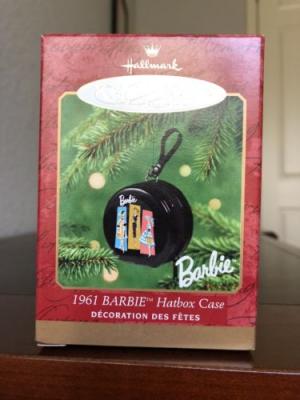 Hallmark
Barbie
Barbie
1961 BARBIE™ Hatbox Case
DÉCORATION DES FÊTES